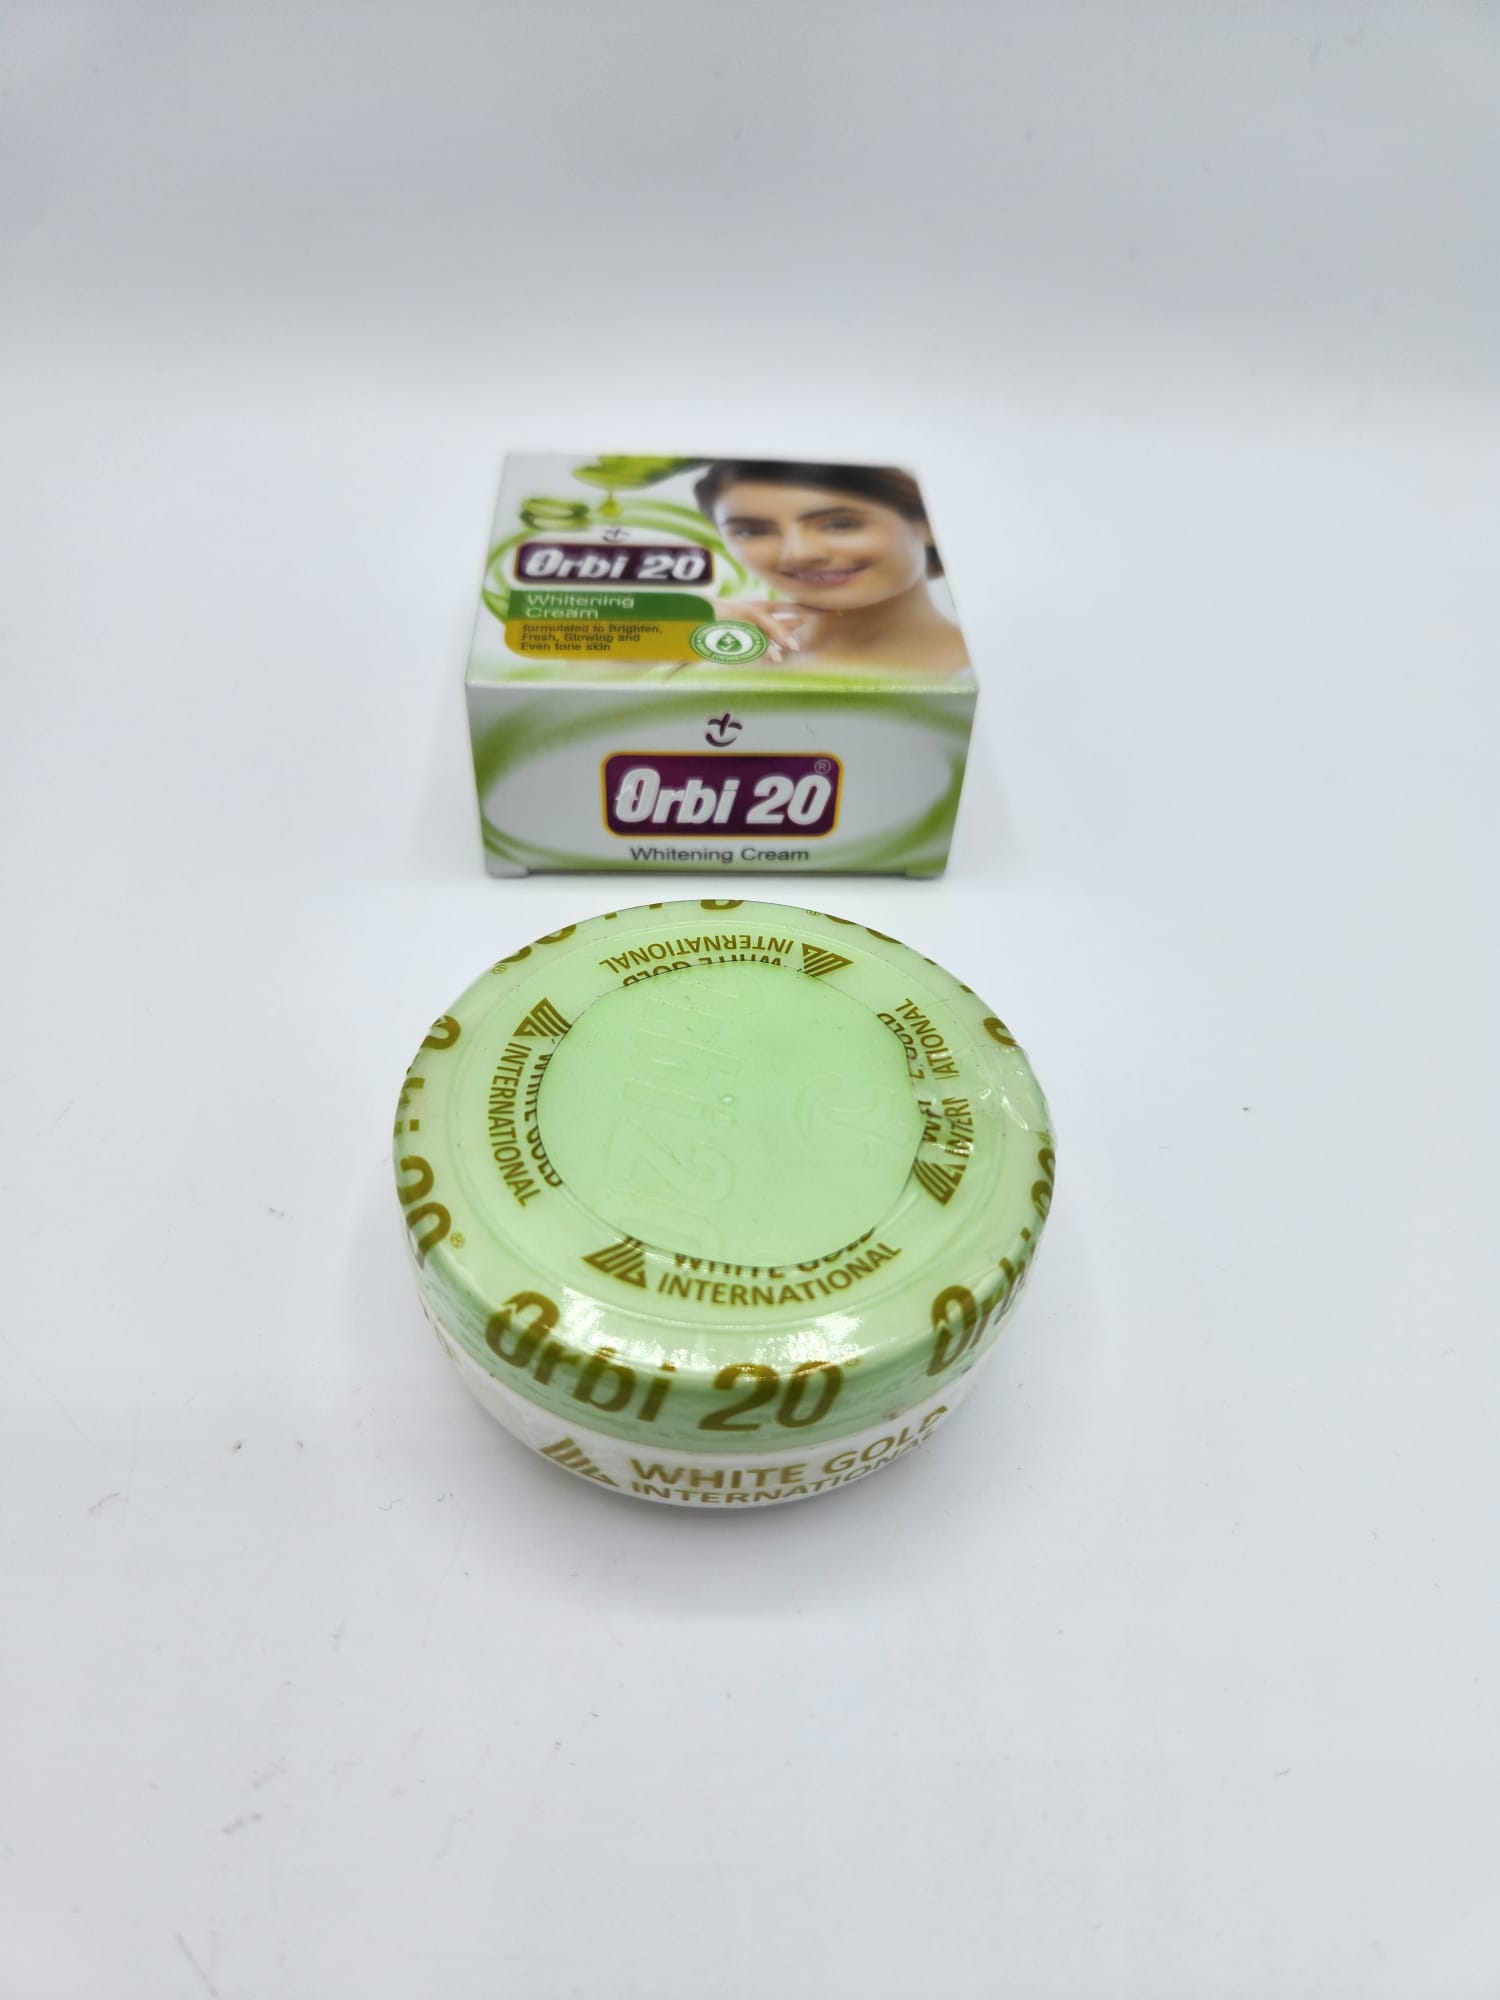 Orbi 20
Whitening
Cream
formulated to Brighten,
Fresh, Glowing and
Even tone skin
Orbi 20®
Whitening Cream
WHITE GOLD
INTERNATIONAL
WHITE GOLD
INTERNATIONAL
WHITE GOLD
INTERNATIONAL
Orbi 20
WHITE GOLD
INTERNATIONAL